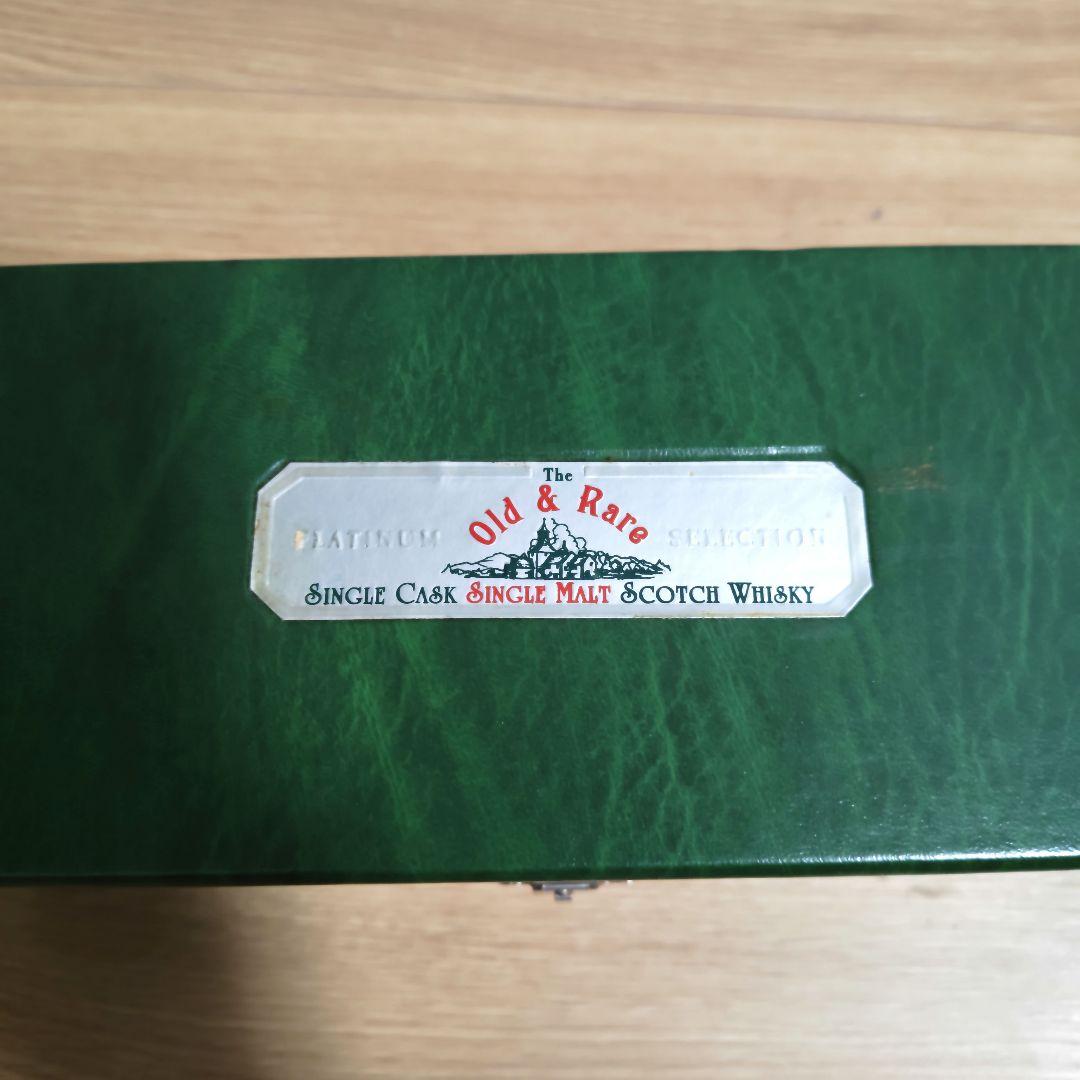 The
Old & Rare
PLATINUM SELECTION
SINGLE CASK SINGLE MALT SCOTCH WHISKY